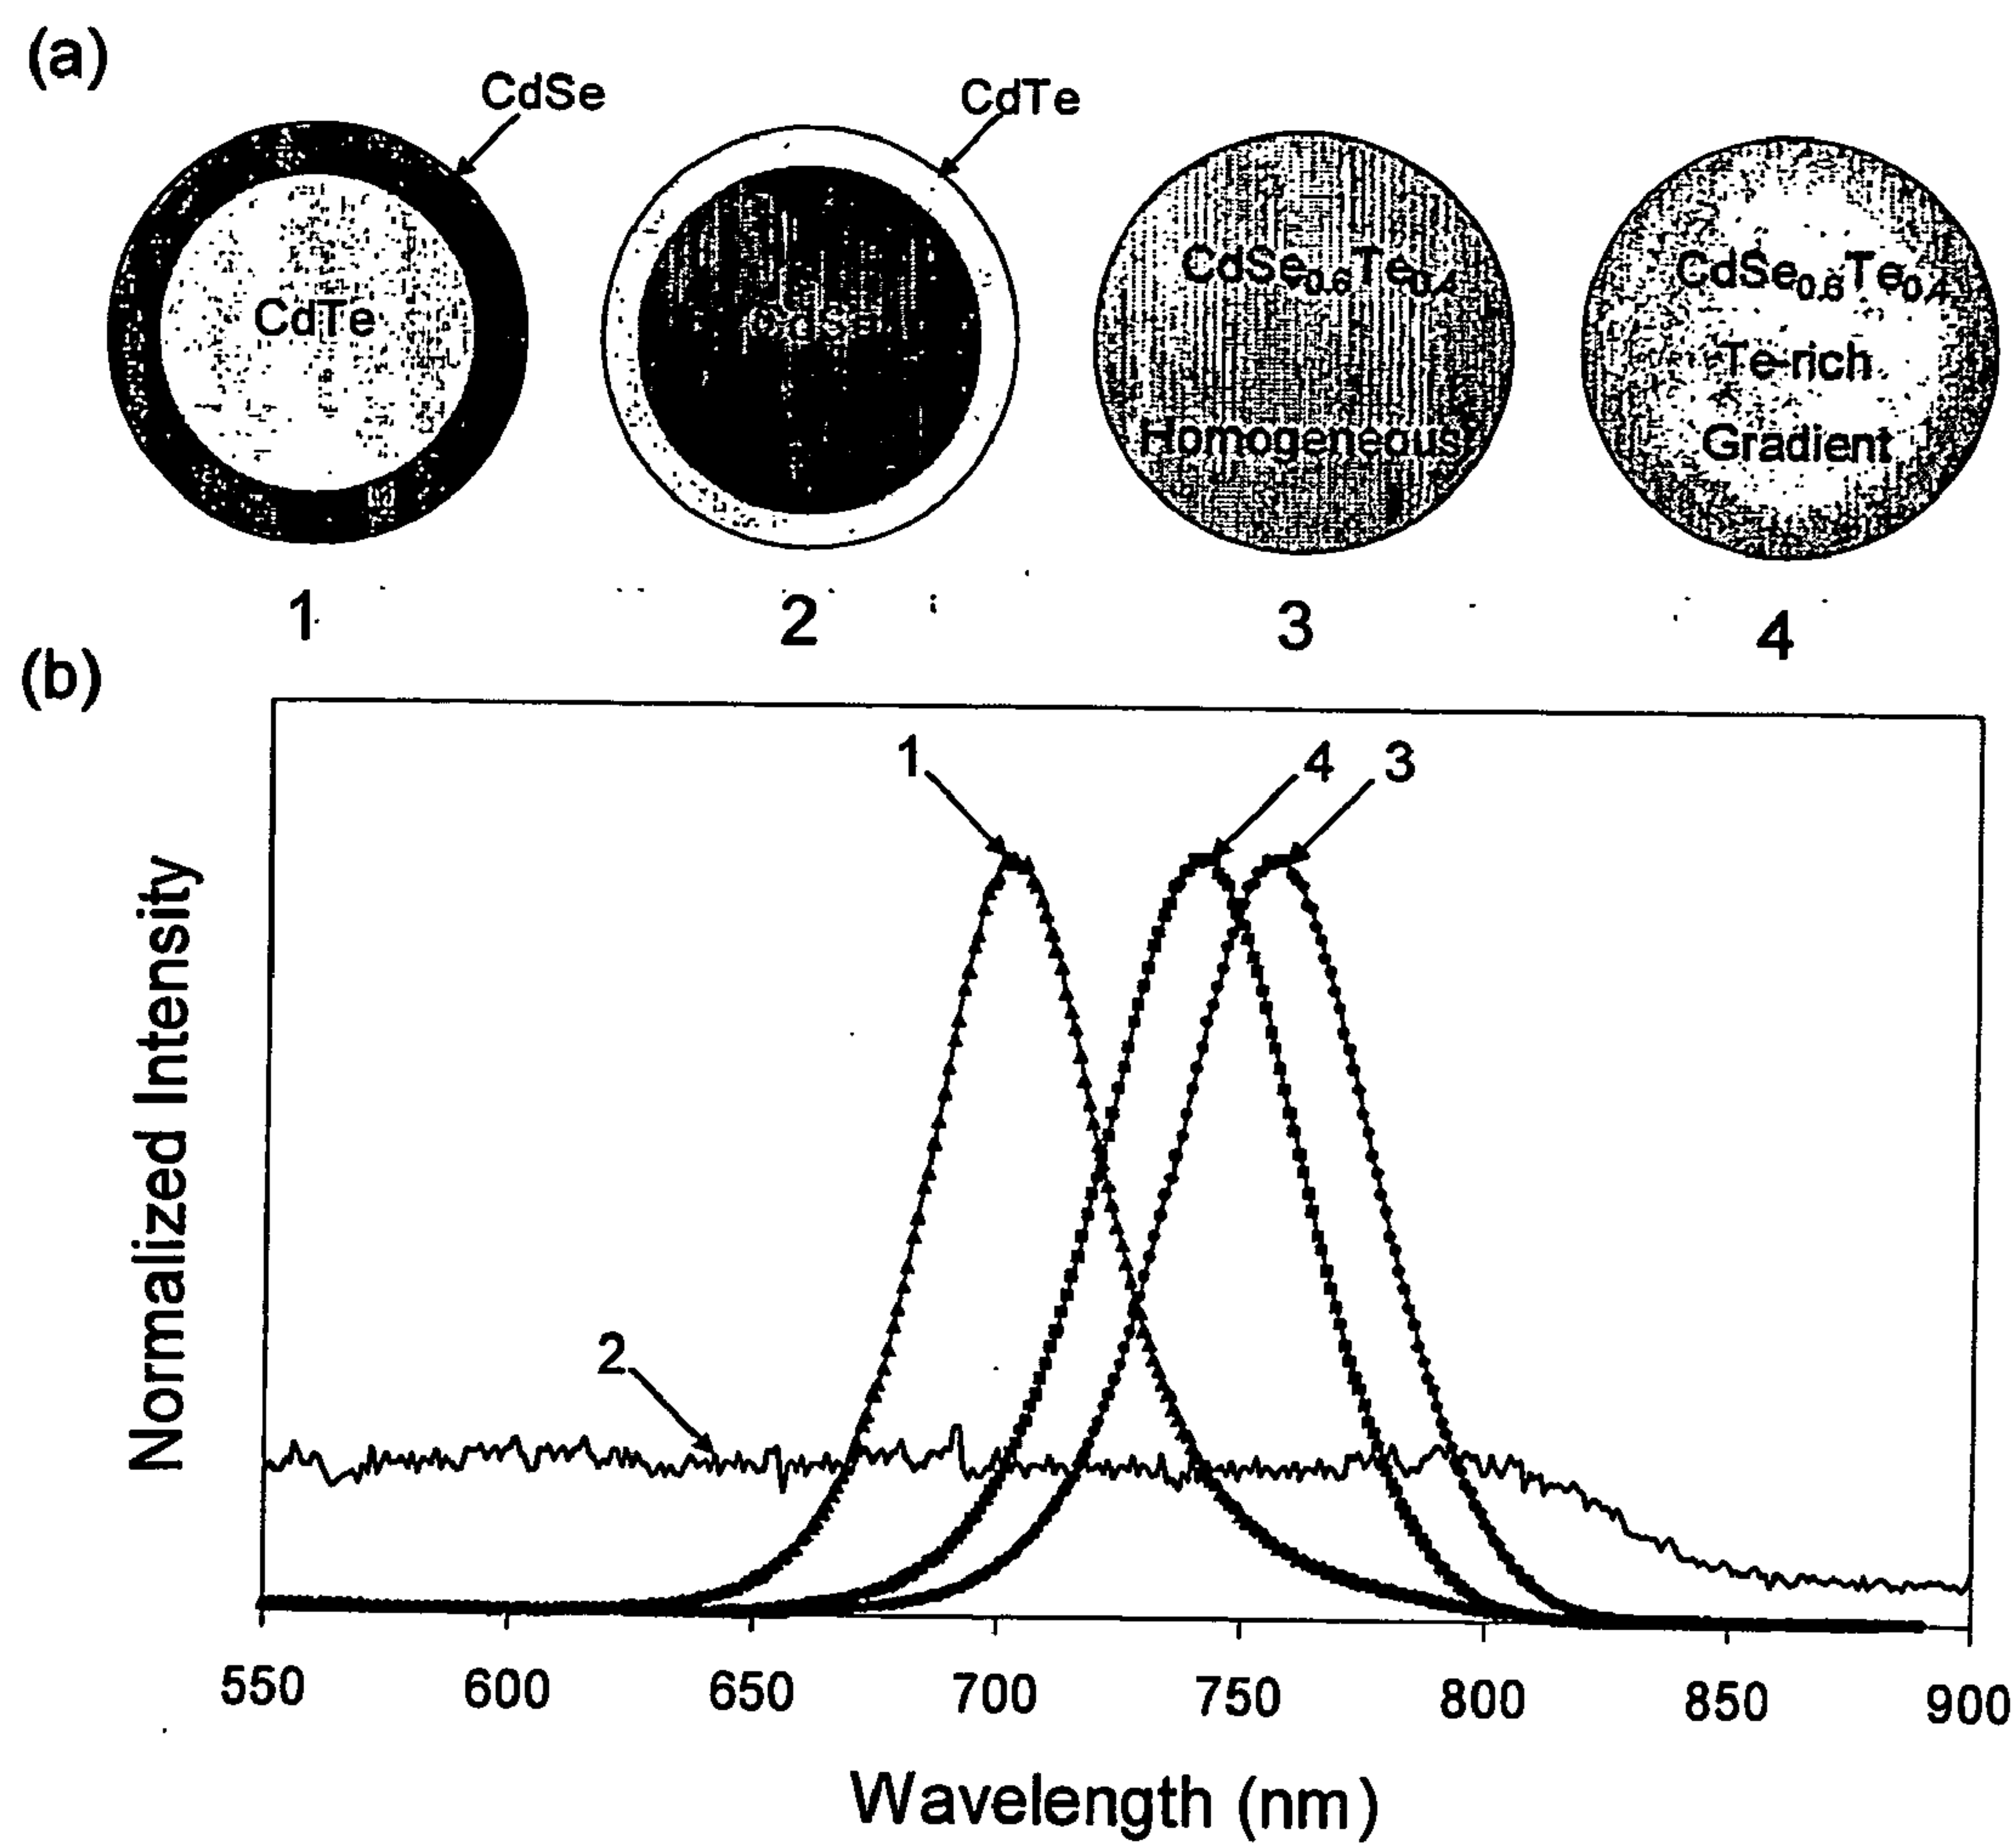 (a)
CdSe
CdTe
CdTe
CdSe
CdSe0.6Te0.4
Homogeneous
CdSe0.6Te0.4
Te-rich
Gradient
1
2
3
4
(b)
1
4
3
2
Normalized Intensity
550
600
650
700
750
800
850
900
Wavelength (nm)